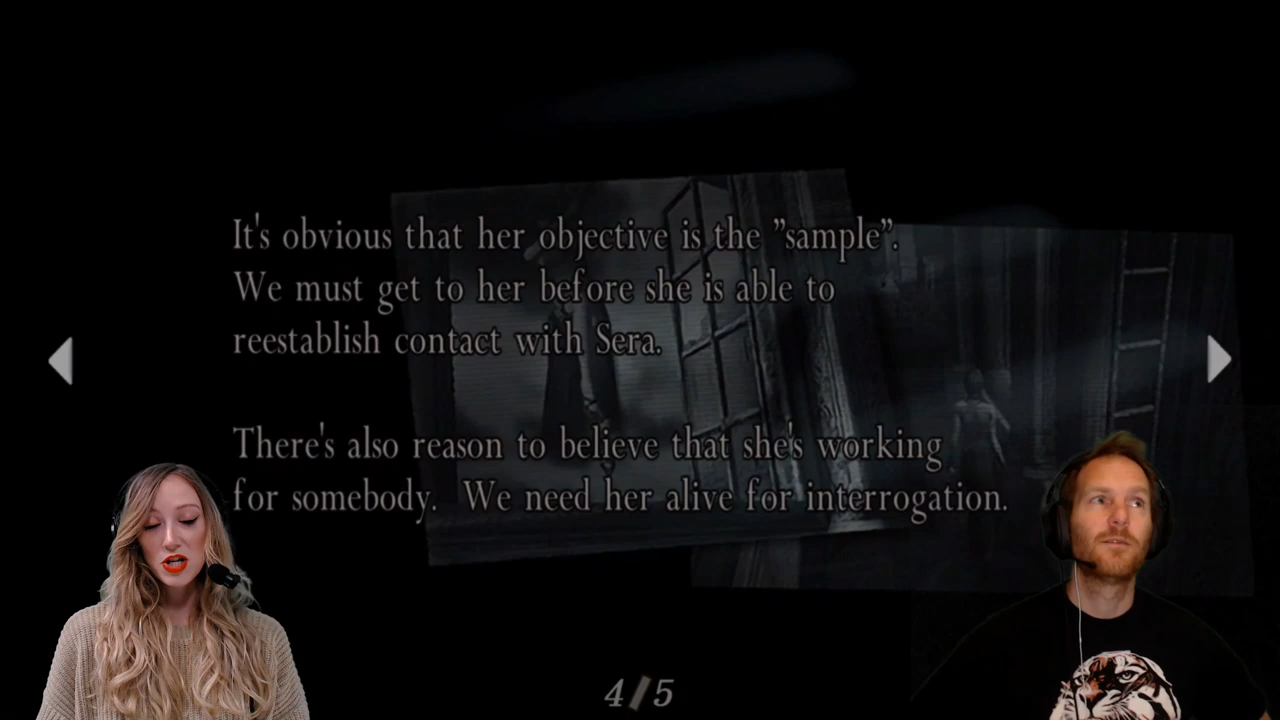 It's obvious that her objective is the "sample".
We must get to her before she is able to
reestablish contact with Sera.
There's also reason to believe that she's working
for somebody. We need her alive for interrogation.
4/5